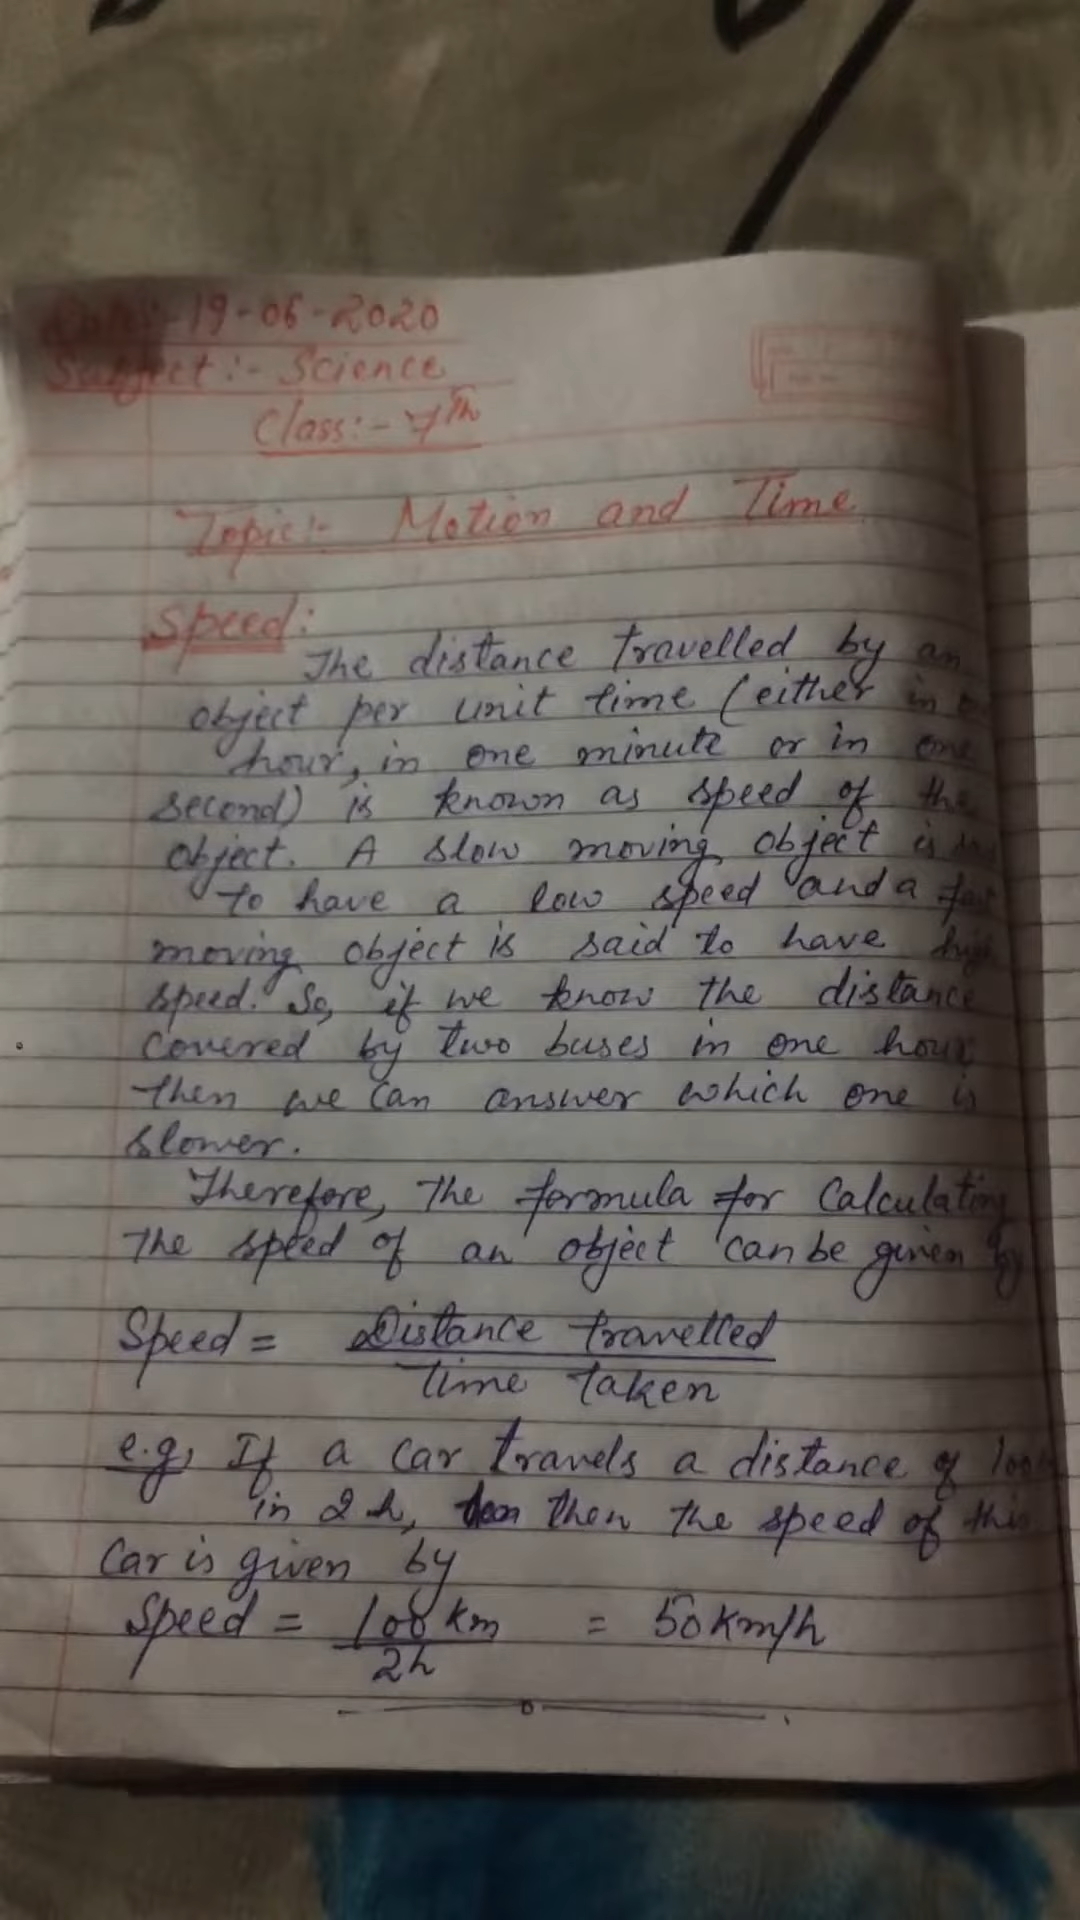 Date:-19-06-2020
Subject:- Science
Class:- 7th
Topic:- Motion and Time
Speed:
The distance travelled by an
object per unit time (either in
hour, in one minute or in one
second) is known as speed of the
object. A slow moving object is
to have a low speed and a fast
moving object is said to have high
speed. So, if we know the distance
covered by two buses in one hour
then we can answer which one is
slower.
Therefore, the formula for Calculating
the speed of an object can be given by
Speed = Distance travelled
Time taken
e.g, If a car travels a distance of
in 2 h, then the speed of this
Car is given by
Speed = 100 km = 50 km/h
2h